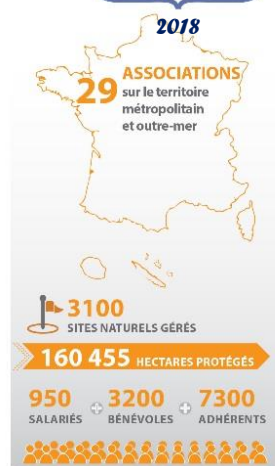 2018
29 ASSOCIATIONS
sur le territoire
métropolitain
et outre-mer
3100
SITES NATURELS GÉRÉS
160 455 HECTARES PROTÉGÉS
950 + 3200 + 7300
SALARIÉS BÉNÉVOLES ADHÉRENTS